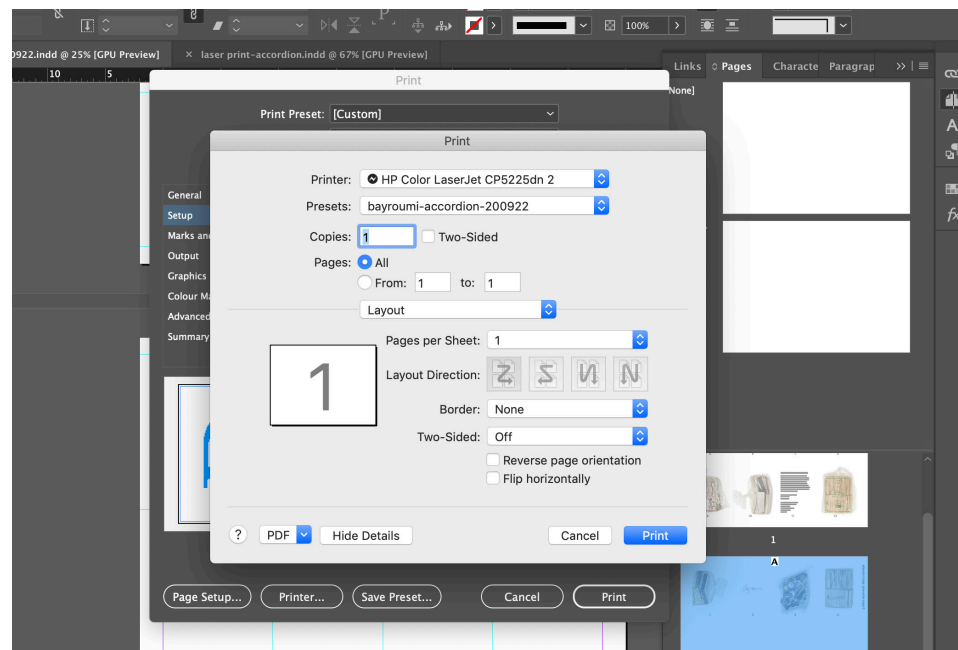 100%
0922.indd @ 25% [GPU Preview]
× laser print-accordion.indd @ 67% [GPU Preview]
10 5
Links Pages Characte Paragrap >>
None]
Print
Print Preset: [Custom]
General
Setup
Marks an
Output
Graphics
Colour Ma
Advanced
Summary
Print
Printer: HP Color LaserJet CP5225dn 2
Presets: bayroumi-accordion-200922
Copies: 1 Two-Sided
Pages: All
From: 1 to: 1
Layout
Pages per Sheet: 1
1
Layout Direction:
Border: None
Two-Sided: Off
Reverse page orientation
Flip horizontally
? PDF Hide Details Cancel Print
Page Setup... Printer... Save Preset... Cancel Print
1
A